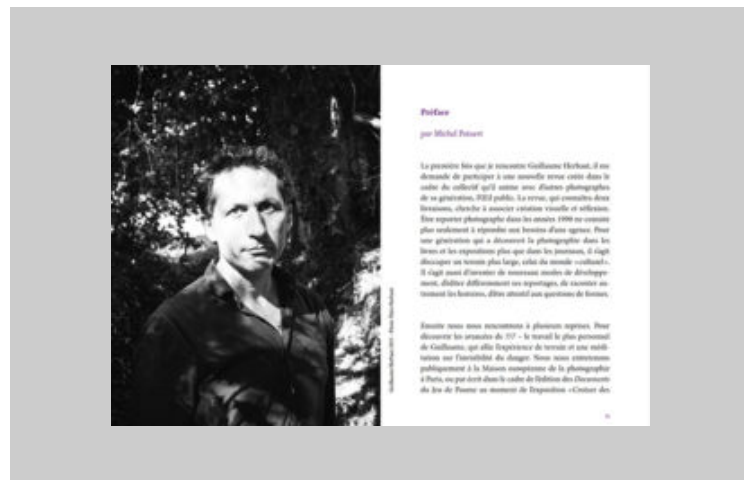 Préface
par Michel Poivert
La première fois que je rencontre Guillaume Herbaut, il me
demande de participer à une nouvelle revue créée dans le
cadre du collectif qu'il anime avec d'autres photographes
de sa génération, l'Œil public. La revue, qui connaîtra deux
livraisons, cherche à associer création visuelle et réflexion.
Être reporter photographe dans les années 1990 ne consiste
plus seulement à répondre aux besoins d'une agence. Pour
une génération qui a découvert la photographie dans les
livres et les expositions plus que dans les journaux, il s'agit
d'occuper un terrain plus large, celui du monde « culturel ».
Il s'agit aussi d'inventer de nouveaux modes de développe-
ment, d'éditer différemment ses reportages, de raconter au-
trement les histoires, d'être attentif aux questions de formes.
Ensuite nous nous rencontrons à plusieurs reprises. Pour
découvrir les avancées de 7/7 – le travail le plus personnel
de Guillaume, qui allie l'expérience de terrain et une médi-
tation sur l'invisibilité du danger. Nous nous entretenons
publiquement à la Maison européenne de la photographie
à Paris, ou par écrit dans le cadre de l'édition des Documents
du Jeu de Paume au moment de l'exposition « Croiser des